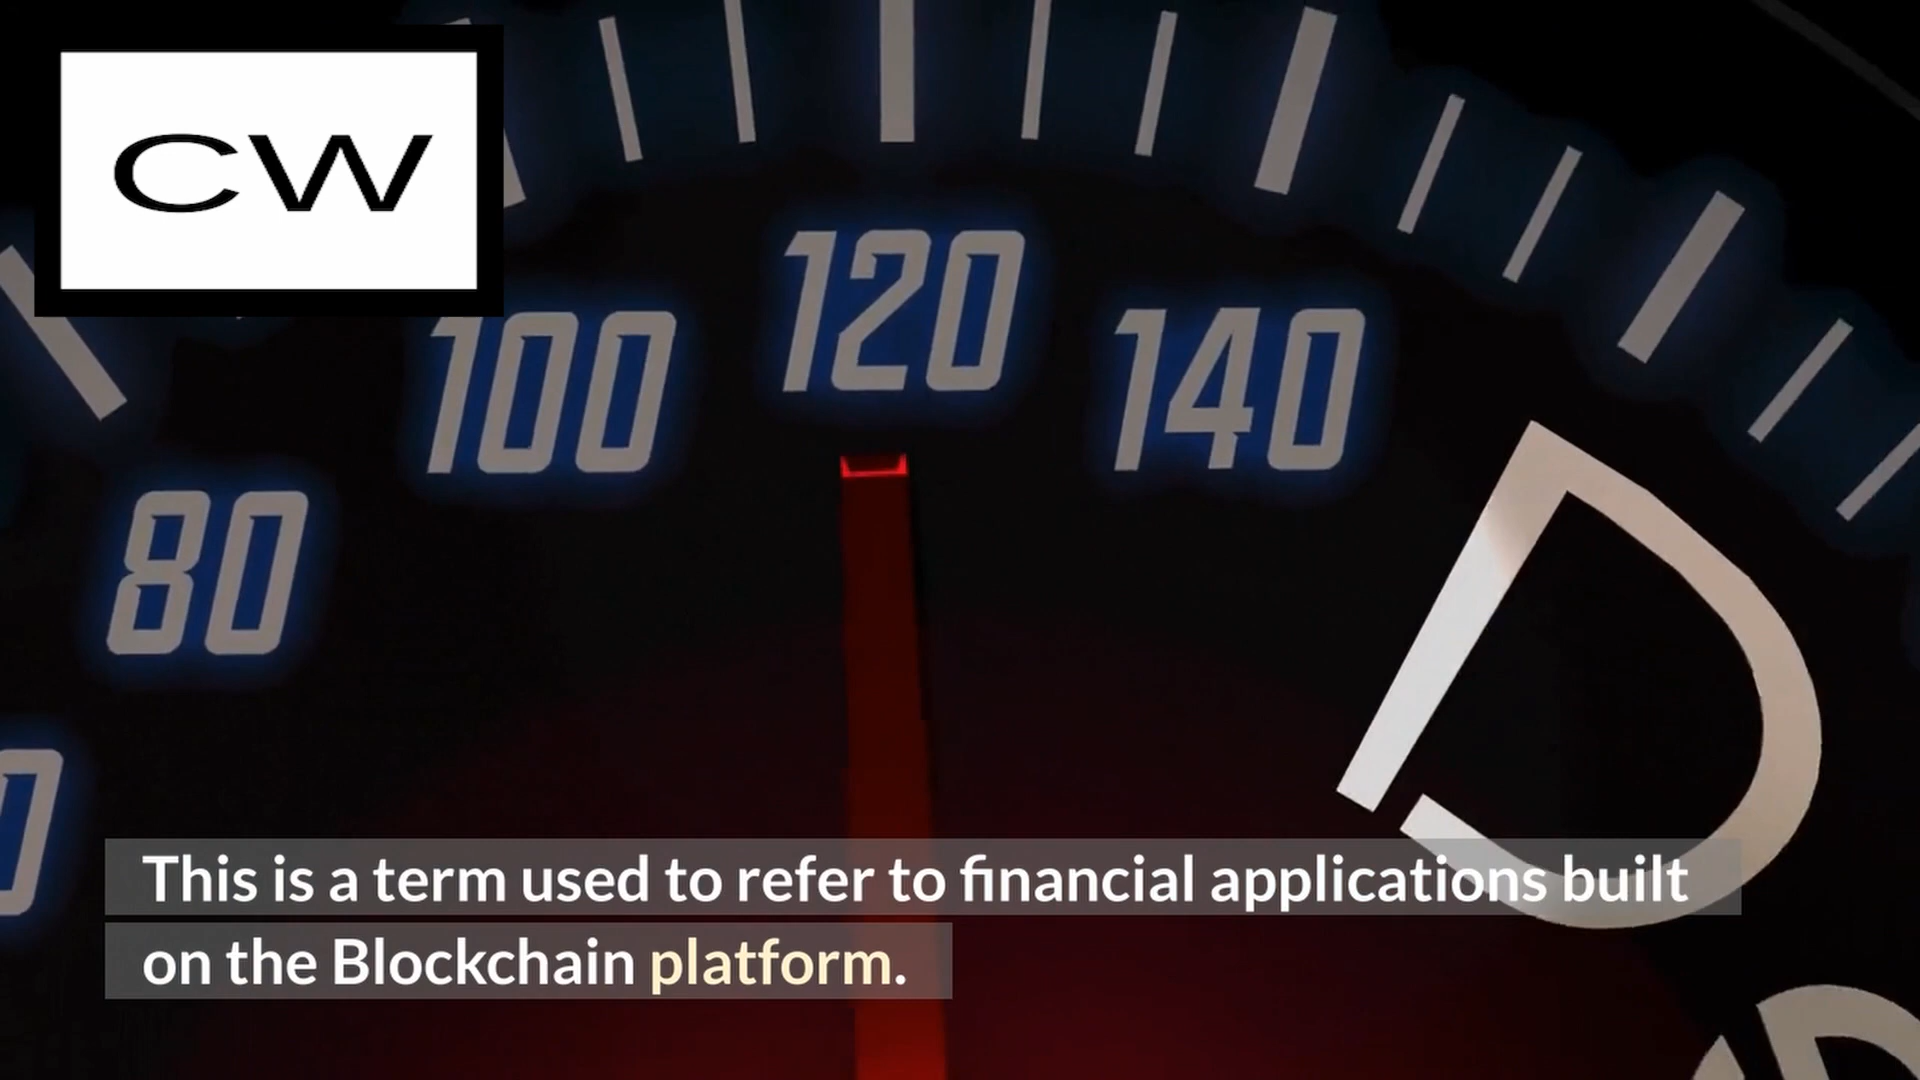 CW
120
100
140
80
D
This is a term used to refer to financial applications built
on the Blockchain platform.